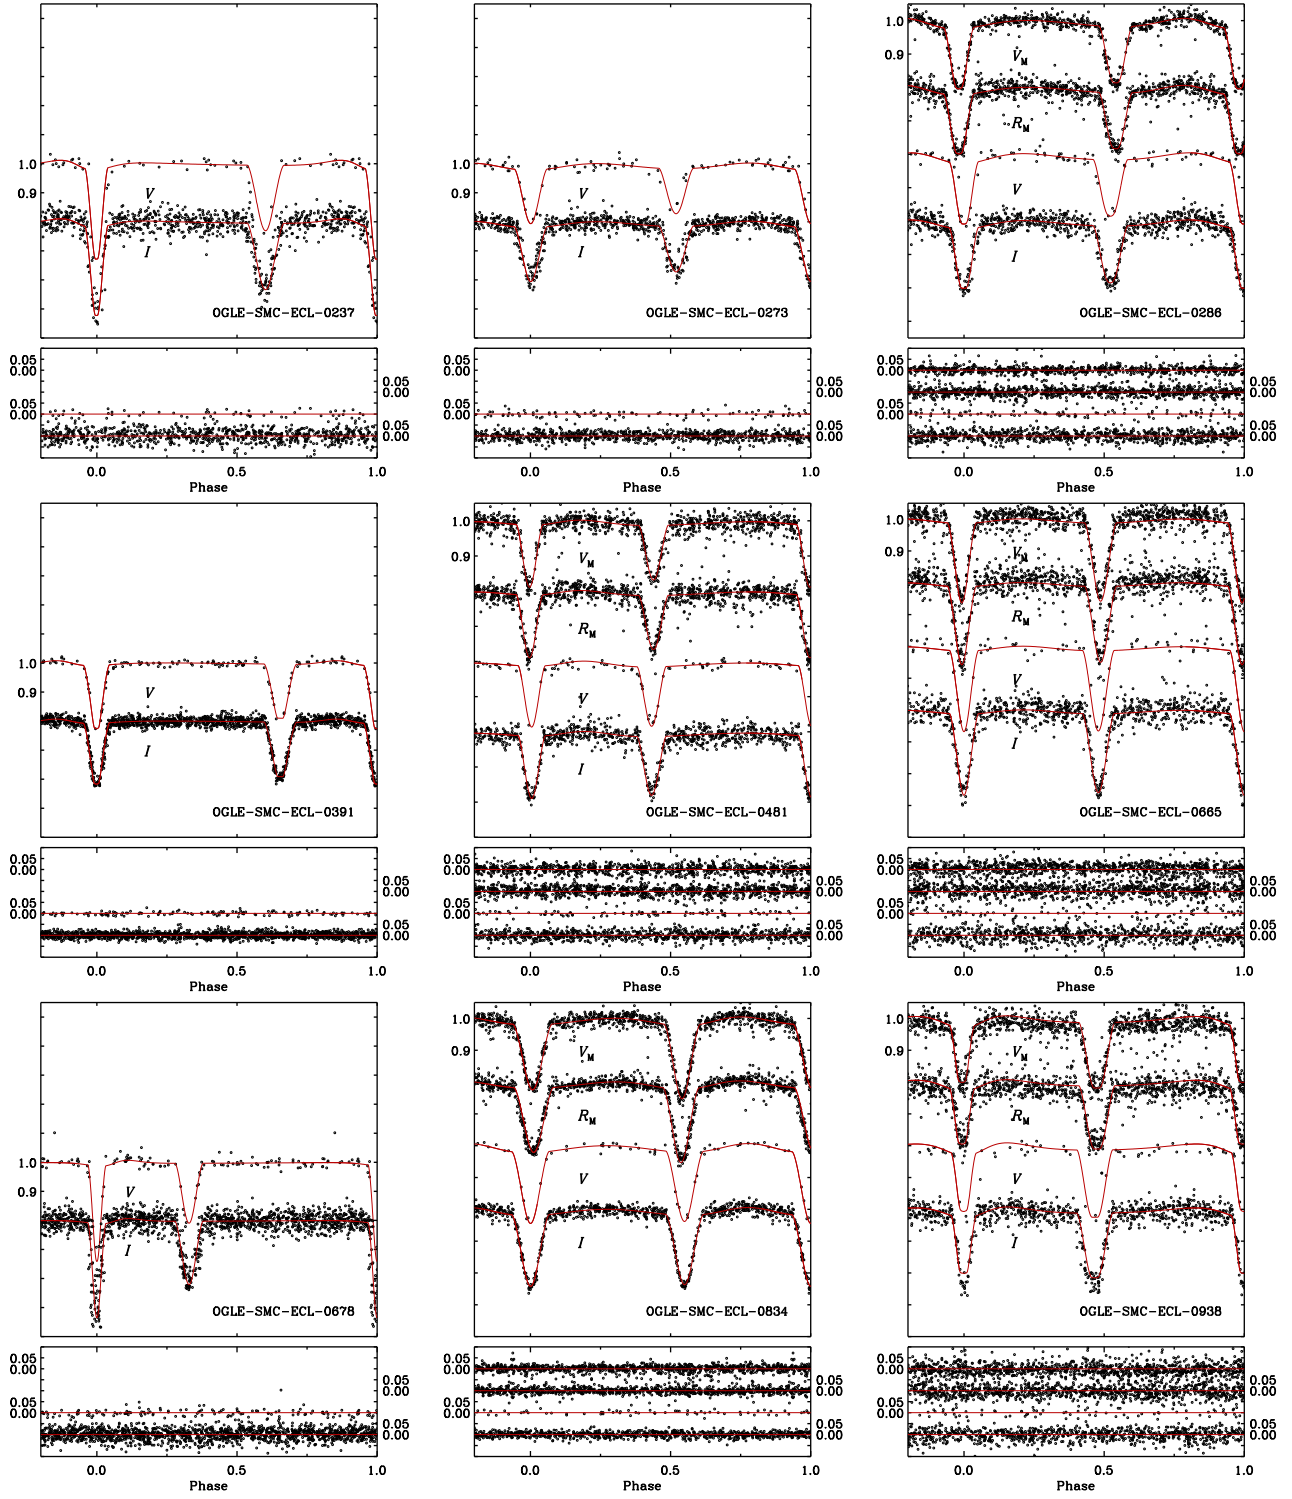 1.0
0.9
V
I
OGLE-SMC-ECL-0237
0.05
0.00
0.05
0.00
0.05
0.00
0.05
0.00
0.0
0.5
1.0
Phase
1.0
0.9
V
I
OGLE-SMC-ECL-0273
0.05
0.00
0.05
0.00
0.05
0.00
0.05
0.00
0.0
0.5
1.0
Phase
1.0
0.9
V_M
R_M
V
I
OGLE-SMC-ECL-0286
0.05
0.00
0.05
0.00
0.05
0.00
0.05
0.00
0.0
0.5
1.0
Phase
1.0
0.9
V
I
OGLE-SMC-ECL-0391
0.05
0.00
0.05
0.00
0.05
0.00
0.05
0.00
0.0
0.5
1.0
Phase
1.0
0.9
V_M
R_M
V
I
OGLE-SMC-ECL-0481
0.05
0.00
0.05
0.00
0.05
0.00
0.05
0.00
0.0
0.5
1.0
Phase
1.0
0.9
V_M
R_M
V
I
OGLE-SMC-ECL-0665
0.05
0.00
0.05
0.00
0.05
0.00
0.05
0.00
0.0
0.5
1.0
Phase
1.0
0.9
V
I
OGLE-SMC-ECL-0678
0.05
0.00
0.05
0.00
0.05
0.00
0.05
0.00
0.0
0.5
1.0
Phase
1.0
0.9
V_M
R_M
V
I
OGLE-SMC-ECL-0834
0.05
0.00
0.05
0.00
0.05
0.00
0.05
0.00
0.0
0.5
1.0
Phase
1.0
0.9
V_M
R_M
V
I
OGLE-SMC-ECL-0938
0.05
0.00
0.05
0.00
0.05
0.00
0.05
0.00
0.0
0.5
1.0
Phase